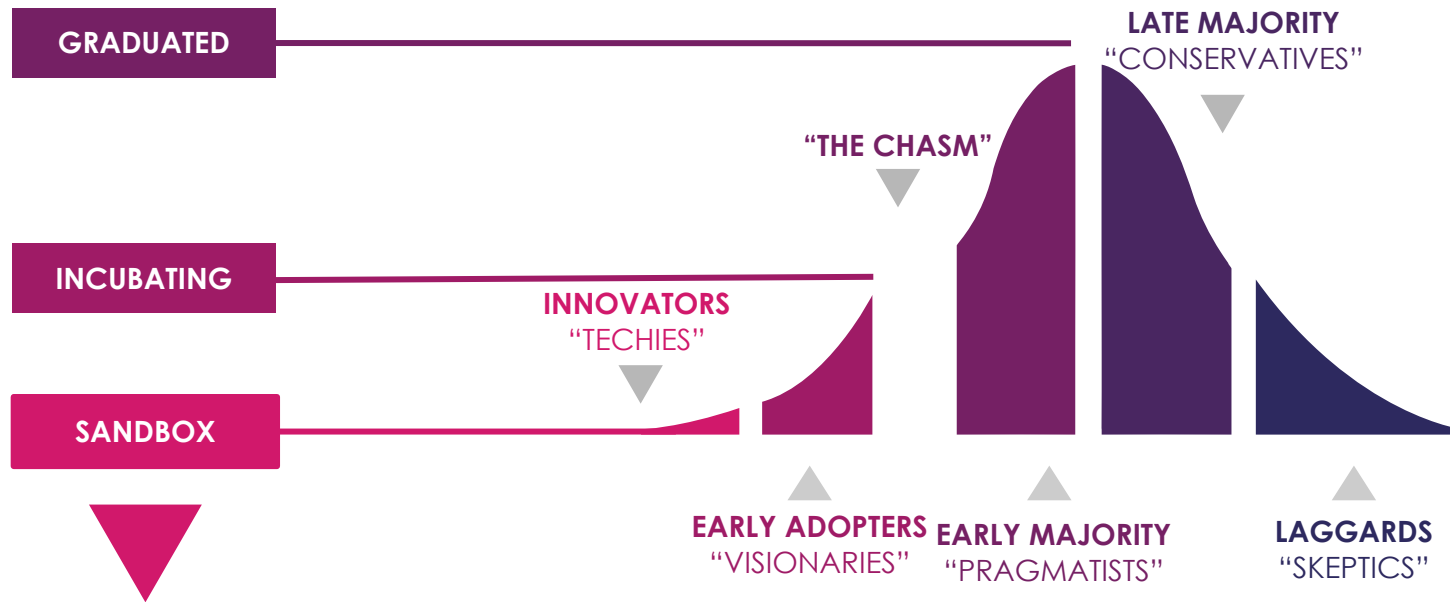 GRADUATED
LATE MAJORITY
“CONSERVATIVES”
“THE CHASM”
INCUBATING
INNOVATORS
“TECHIES”
SANDBOX
EARLY ADOPTERS
“VISIONARIES”
EARLY MAJORITY
“PRAGMATISTS”
LAGGARDS
“SKEPTICS”